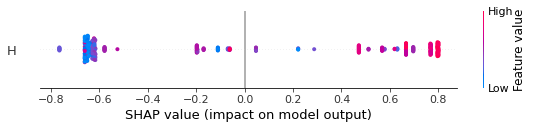 High
H
Feature value
Low
−0.8 −0.6 −0.4 −0.2 0.0 0.2 0.4 0.6 0.8
SHAP value (impact on model output)